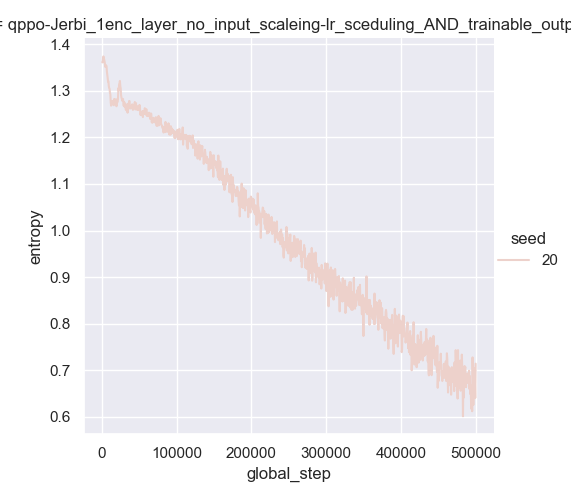 = qppo-Jerbi_1enc_layer_no_input_scaleing-lr_sceduling_AND_trainable_outp
1.4
1.3
1.2
1.1
1.0
0.9
0.8
0.7
0.6
entropy
0 100000 200000 300000 400000 500000
global_step
seed
20